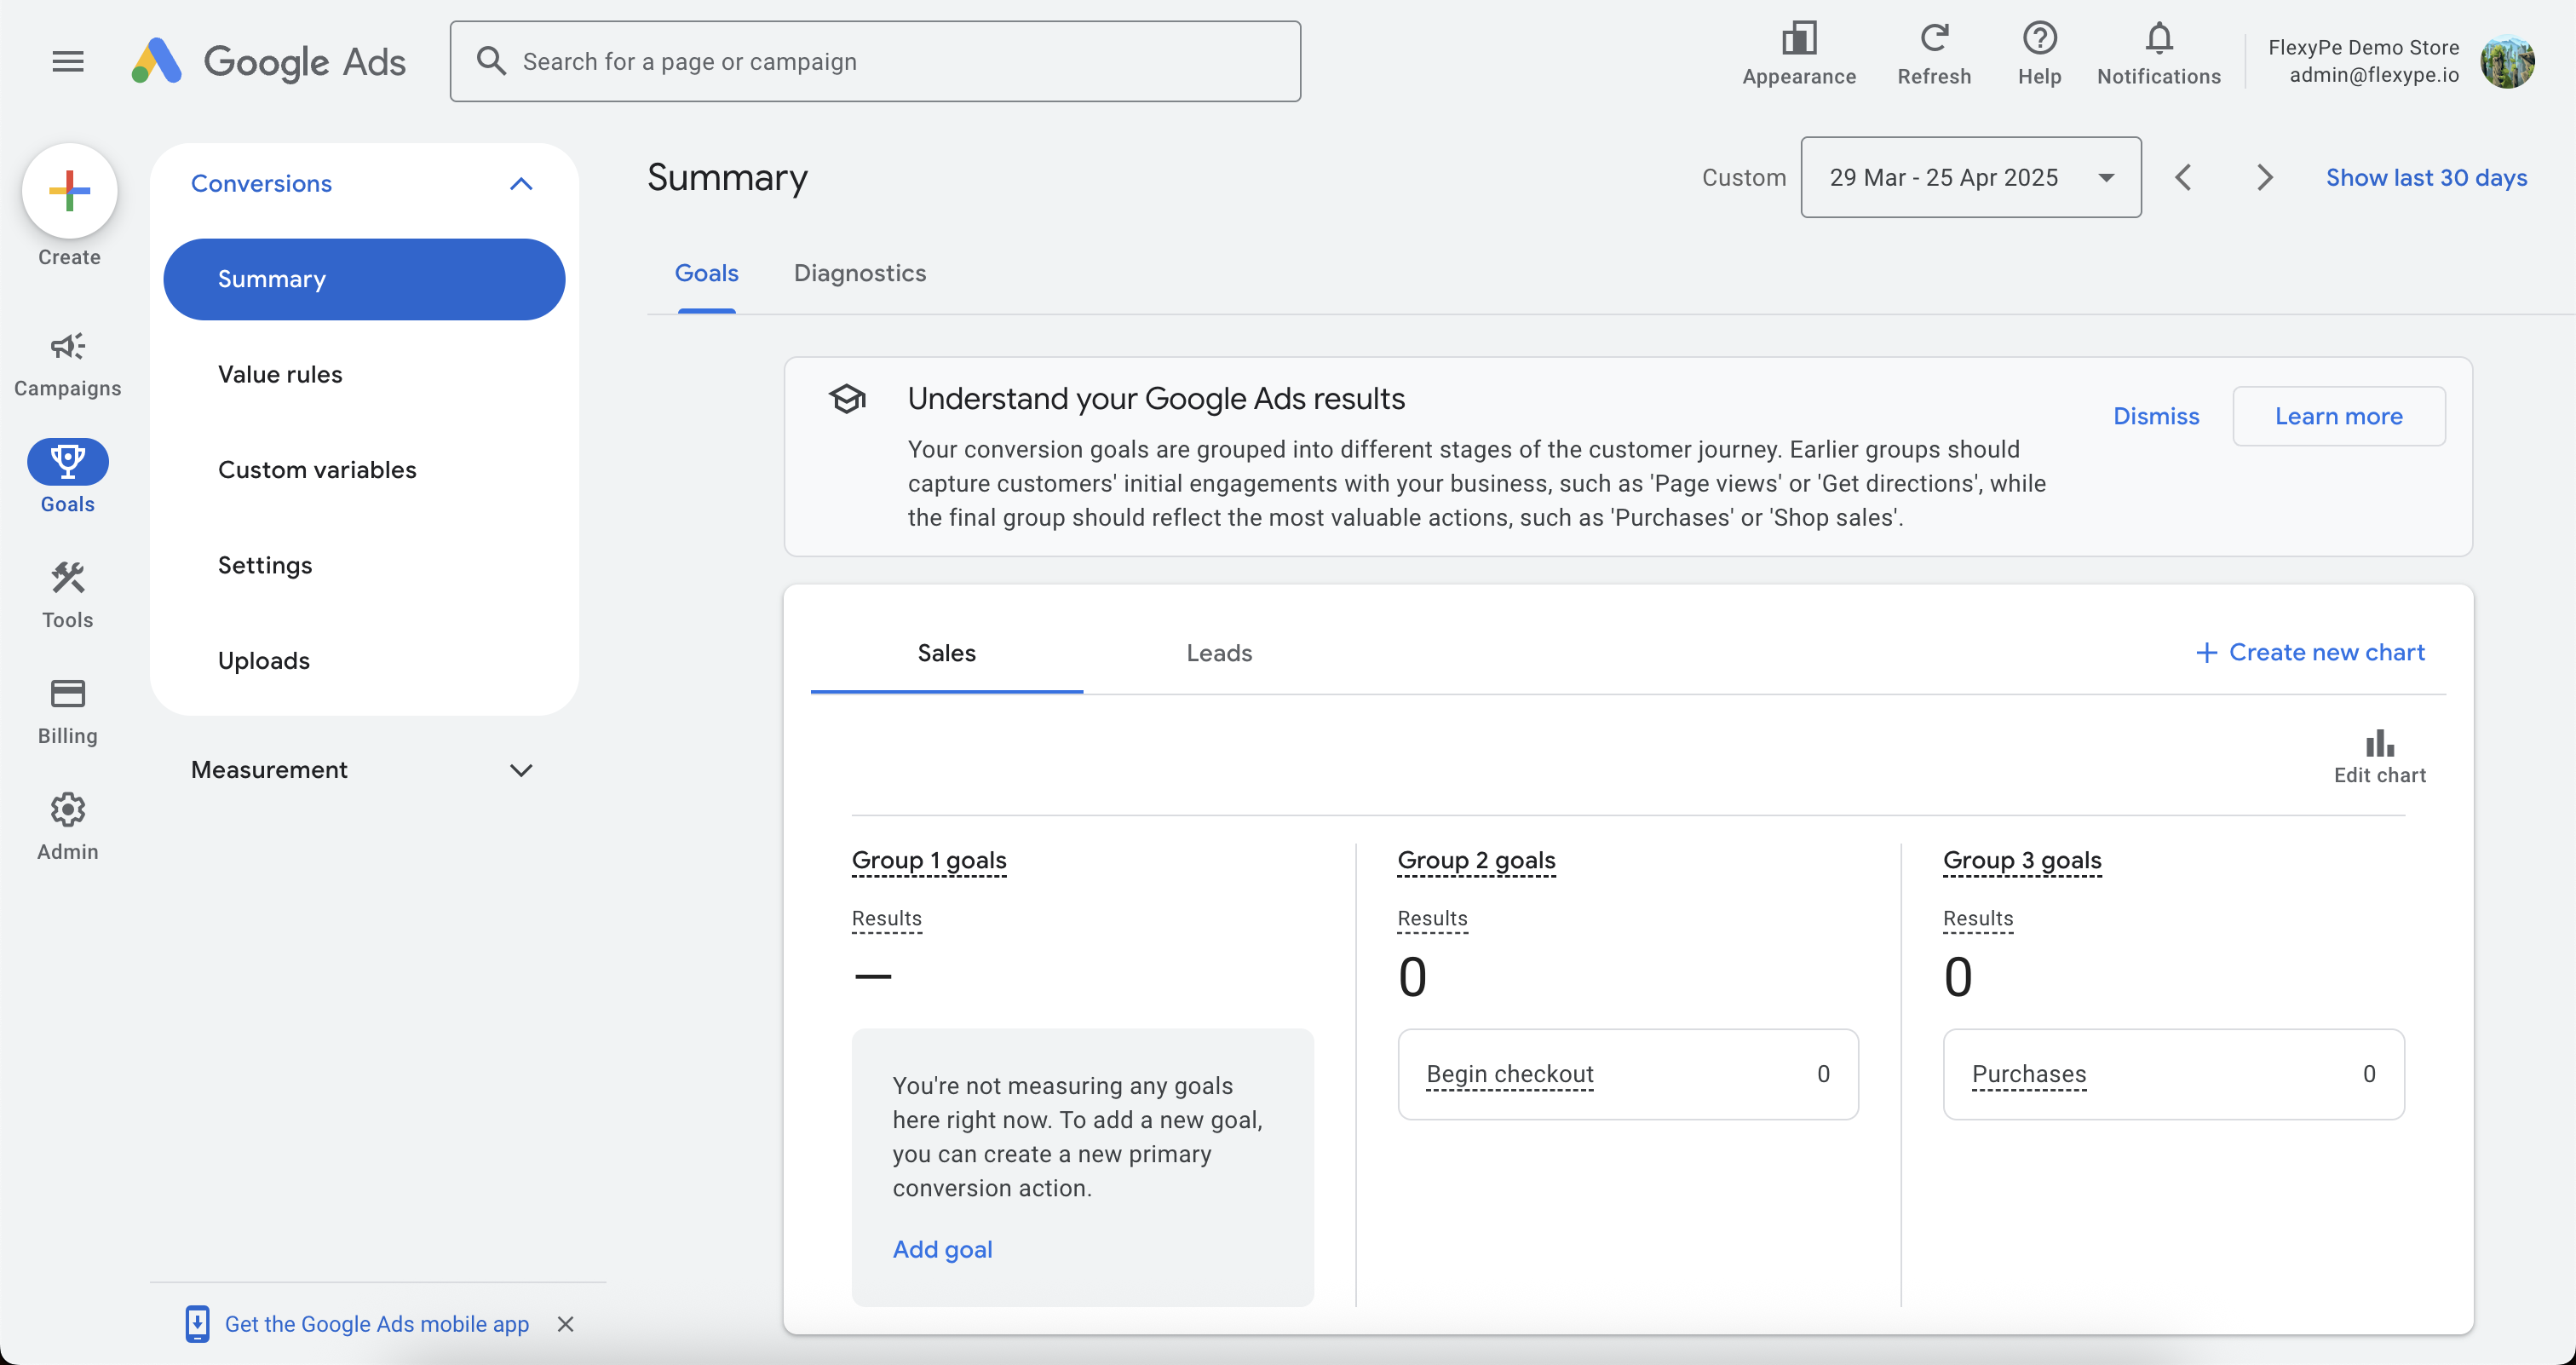 Google Ads
Search for a page or campaign
Appearance
Refresh
Help
Notifications
FlexyPe Demo Store
admin@flexype.io
Create
Campaigns
Goals
Tools
Billing
Admin
Conversions
Summary
Value rules
Custom variables
Settings
Uploads
Measurement
Get the Google Ads mobile app
Summary
Custom
29 Mar - 25 Apr 2025
Show last 30 days
Goals
Diagnostics
Understand your Google Ads results
Your conversion goals are grouped into different stages of the customer journey. Earlier groups should
capture customers' initial engagements with your business, such as 'Page views' or 'Get directions', while
the final group should reflect the most valuable actions, such as 'Purchases' or 'Shop sales'.
Dismiss
Learn more
Sales
Leads
+ Create new chart
Edit chart
Group 1 goals
Results
—
You're not measuring any goals
here right now. To add a new goal,
you can create a new primary
conversion action.
Add goal
Group 2 goals
Results
0
Begin checkout 0
Group 3 goals
Results
0
Purchases 0